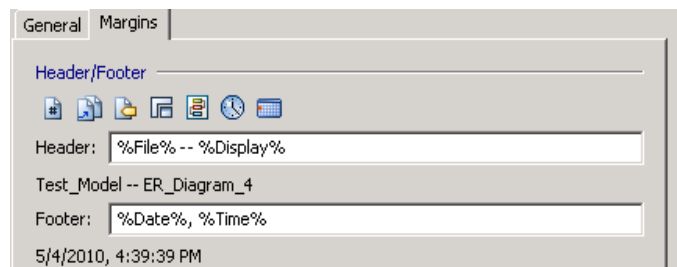 General Margins
Header/Footer
Header: %File% -- %Display%
Test_Model -- ER_Diagram_4
Footer: %Date%, %Time%
5/4/2010, 4:39:39 PM